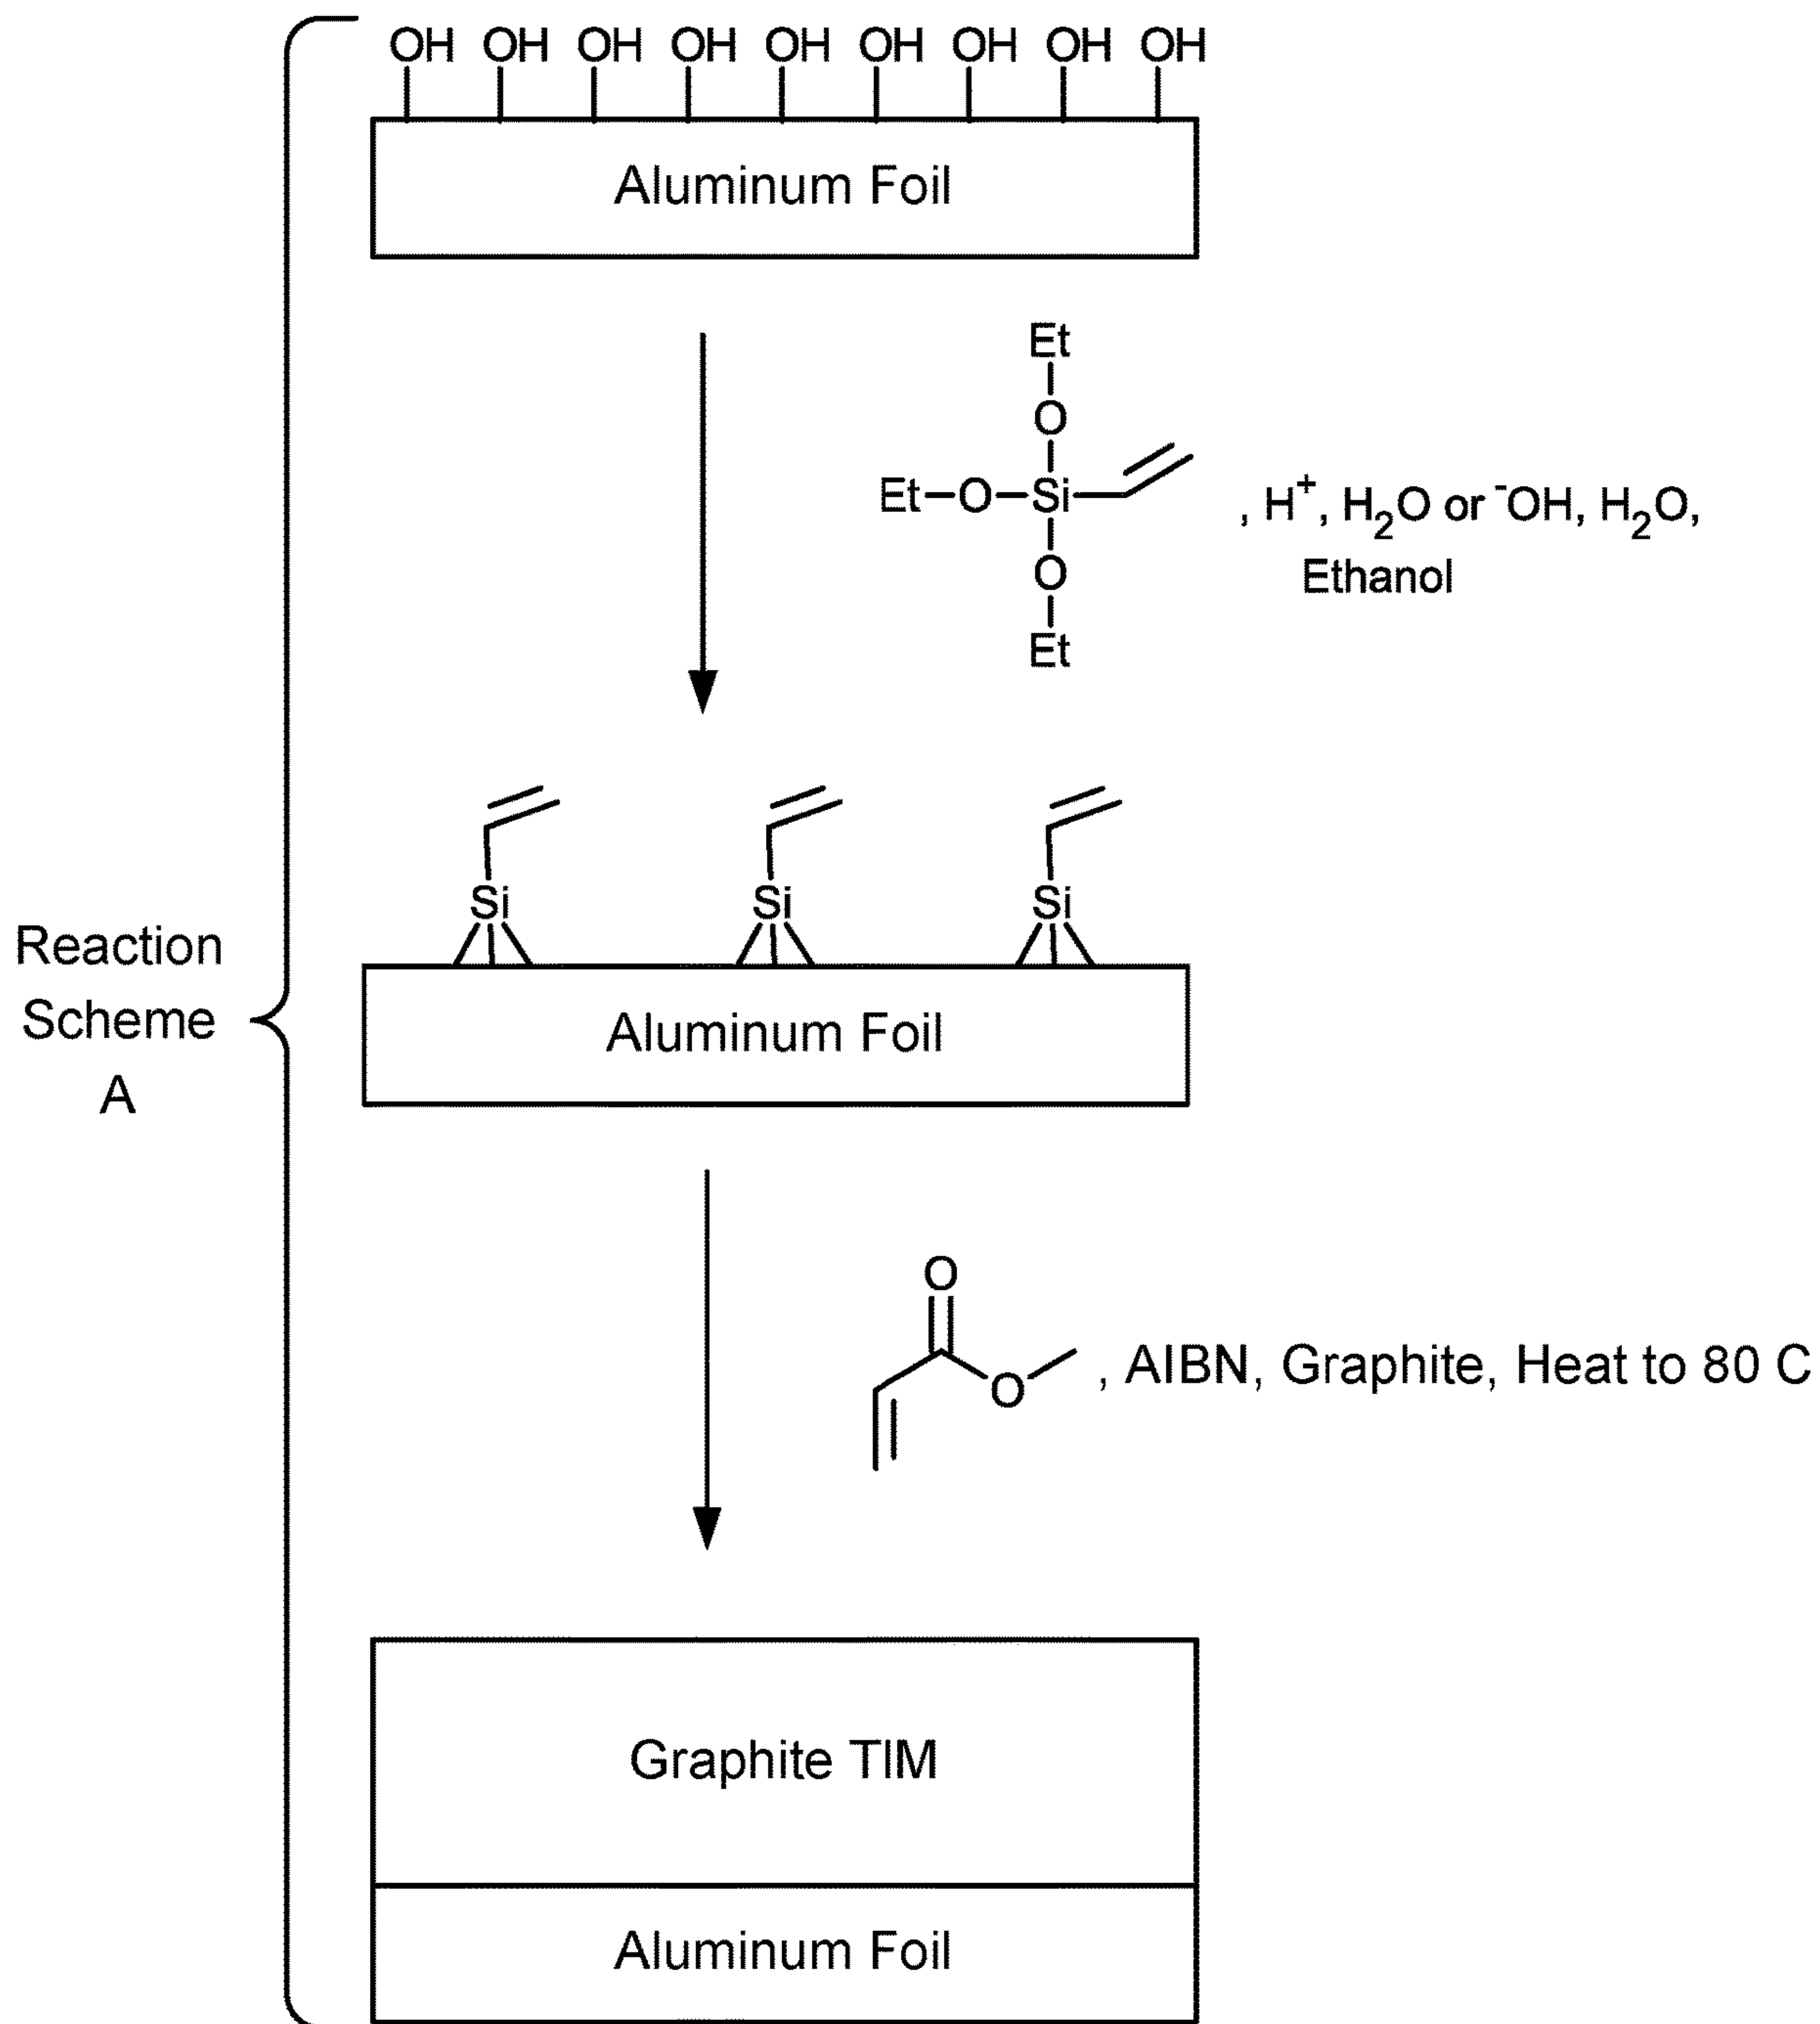 OH OH OH OH OH OH OH OH OH
Aluminum Foil
Et
O
Et-O-Si
, H⁺, H₂O or ⁻OH, H₂O,
O
Ethanol
Et
Si Si Si
Reaction
Scheme
A
Aluminum Foil
O
O
, AIBN, Graphite, Heat to 80 C
Graphite TIM
Aluminum Foil